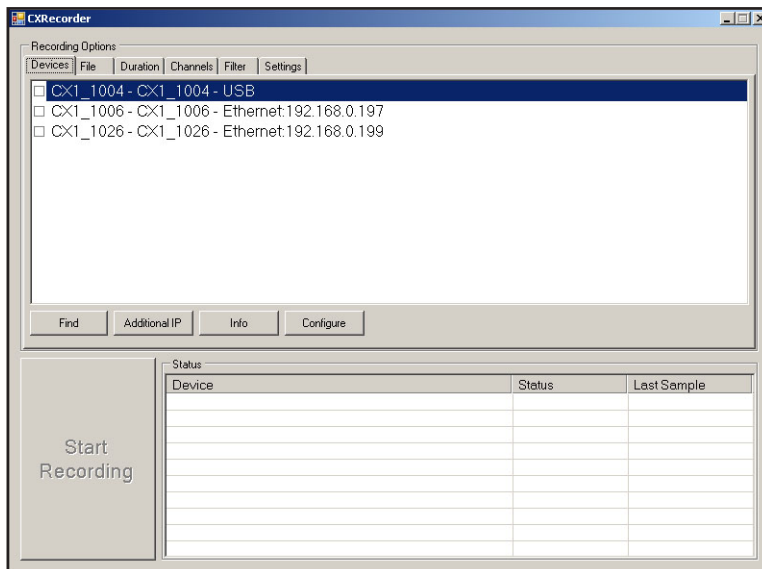 CXRecorder
Recording Options
Devices File Duration Channels Filter Settings
CX1_1004 - CX1_1004 - USB
CX1_1006 - CX1_1006 - Ethernet:192.168.0.197
CX1_1026 - CX1_1026 - Ethernet:192.168.0.199
Find Additional IP Info Configure
Status
Device Status Last Sample
Start
Recording